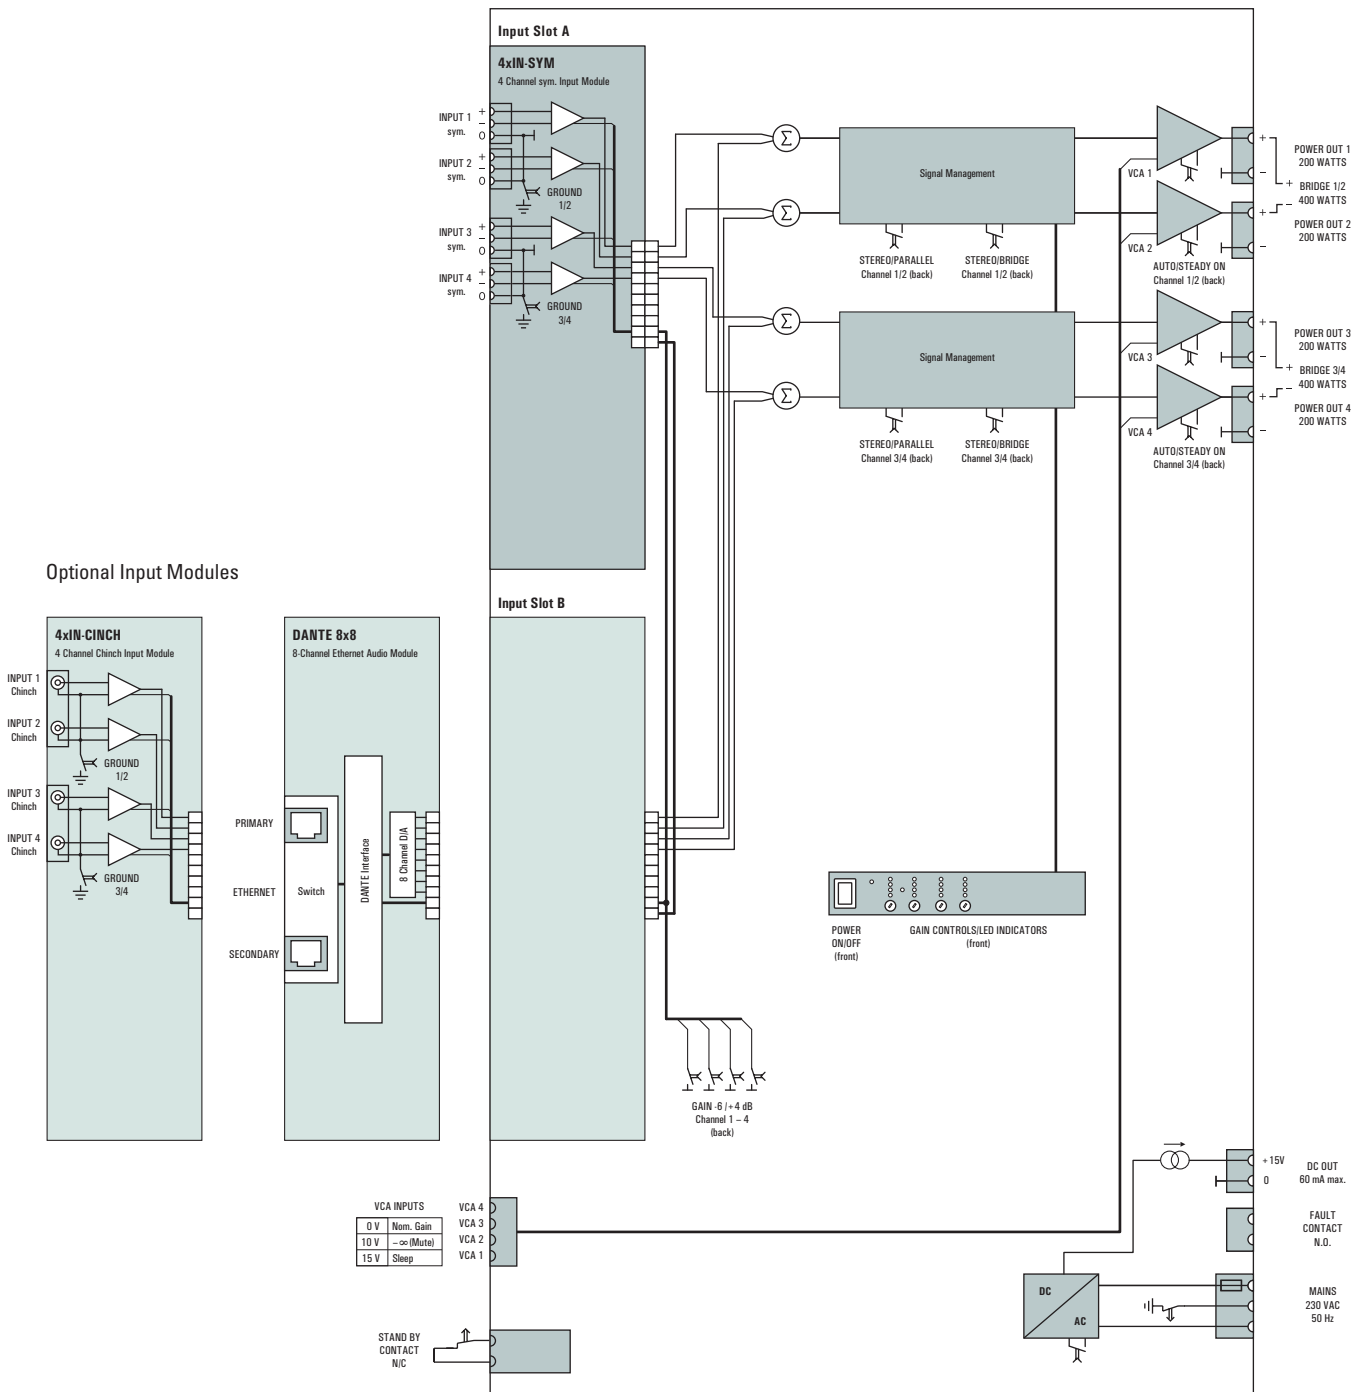 Input Slot A
4xIN-SYM
4 Channel sym. Input Module
INPUT 1
sym.
+
−
0
INPUT 2
sym.
+
−
0
GROUND
1/2
INPUT 3
sym.
+
−
0
INPUT 4
sym.
+
−
0
GROUND
3/4
Σ
Σ
Σ
Σ
Signal Management
STEREO/PARALLEL
Channel 1/2 (back)
STEREO/BRIDGE
Channel 1/2 (back)
Signal Management
STEREO/PARALLEL
Channel 3/4 (back)
STEREO/BRIDGE
Channel 3/4 (back)
VCA 1
VCA 2
AUTO/STEADY ON
Channel 1/2 (back)
VCA 3
VCA 4
AUTO/STEADY ON
Channel 3/4 (back)
+
−
POWER OUT 1
200 WATTS
+ BRIDGE 1/2
− 400 WATTS
+
−
POWER OUT 2
200 WATTS
+
−
POWER OUT 3
200 WATTS
+ BRIDGE 3/4
− 400 WATTS
+
−
POWER OUT 4
200 WATTS
Optional Input Modules
4xIN-CINCH
4 Channel Chinch Input Module
INPUT 1
Chinch
INPUT 2
Chinch
GROUND
1/2
INPUT 3
Chinch
INPUT 4
Chinch
GROUND
3/4
DANTE 8x8
8-Channel Ethernet Audio Module
PRIMARY
ETHERNET
SECONDARY
Switch
DANTE Interface
8 Channel D/A
Input Slot B
POWER
ON/OFF
(front)
GAIN CONTROLS/LED INDICATORS
(front)
GAIN -6 /+4 dB
Channel 1 – 4
(back)
VCA INPUTS
0 V Nom. Gain
10 V −∞(Mute)
15 V Sleep
VCA 4
VCA 3
VCA 2
VCA 1
STAND BY
CONTACT
N/C
+15V
0
DC OUT
60 mA max.
FAULT
CONTACT
N.O.
DC
AC
MAINS
230 VAC
50 Hz